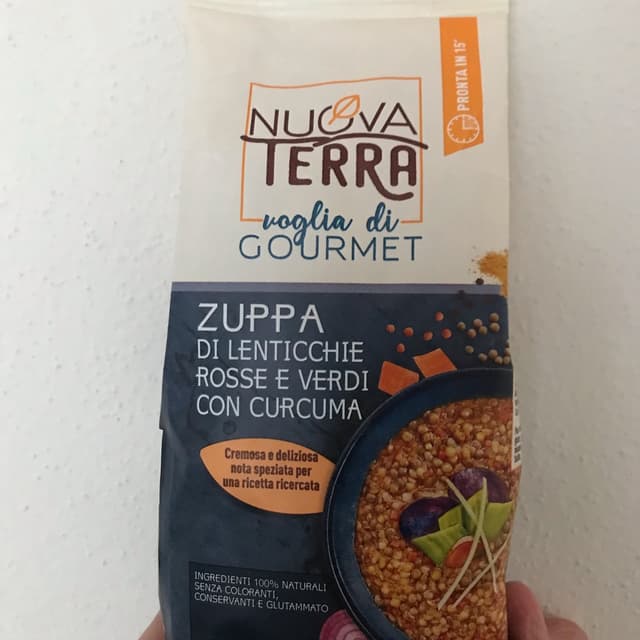 PRONTA IN 15'
NUOVA
TERRA
voglia di
GOURMET
ZUPPA
DI LENTICCHIE
ROSSE E VERDI
CON CURCUMA
Cremosa e deliziosa
nota speziata per
una ricetta ricercata
INGREDIENTI 100% NATURALI
SENZA COLORANTI,
CONSERVANTI E GLUTAMMATO